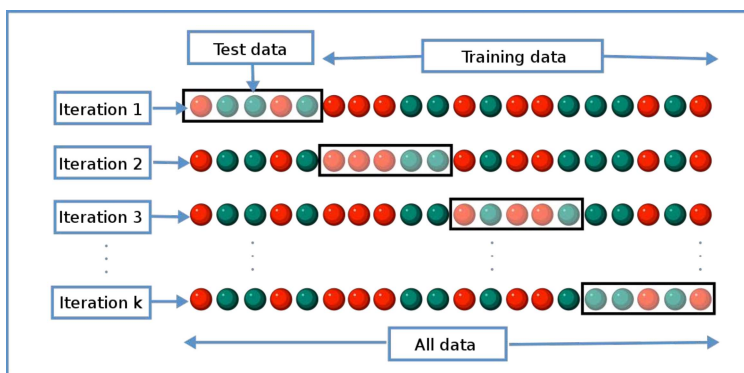 Test data
Training data
Iteration 1
Iteration 2
Iteration 3
Iteration k
All data